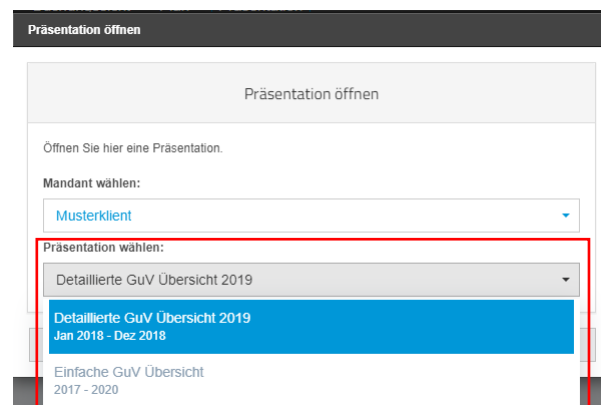 Präsentation öffnen
Präsentation öffnen
Öffnen Sie hier eine Präsentation.
Mandant wählen:
Musterklient
Präsentation wählen:
Detaillierte GuV Übersicht 2019
Detaillierte GuV Übersicht 2019
Jan 2018 - Dez 2018
Einfache GuV Übersicht
2017 - 2020